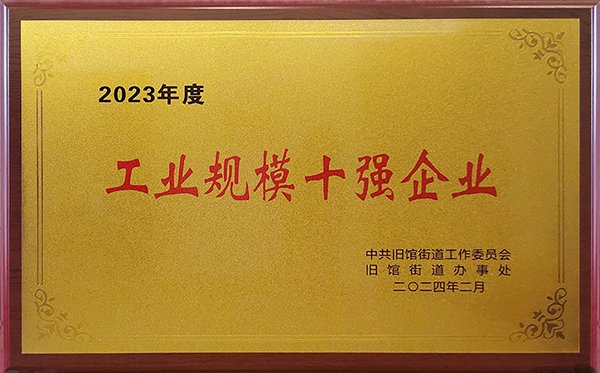 2023年度
工业规模十强企业
中共旧馆街道工作委员会
旧馆街道办事处
二〇二四年二月